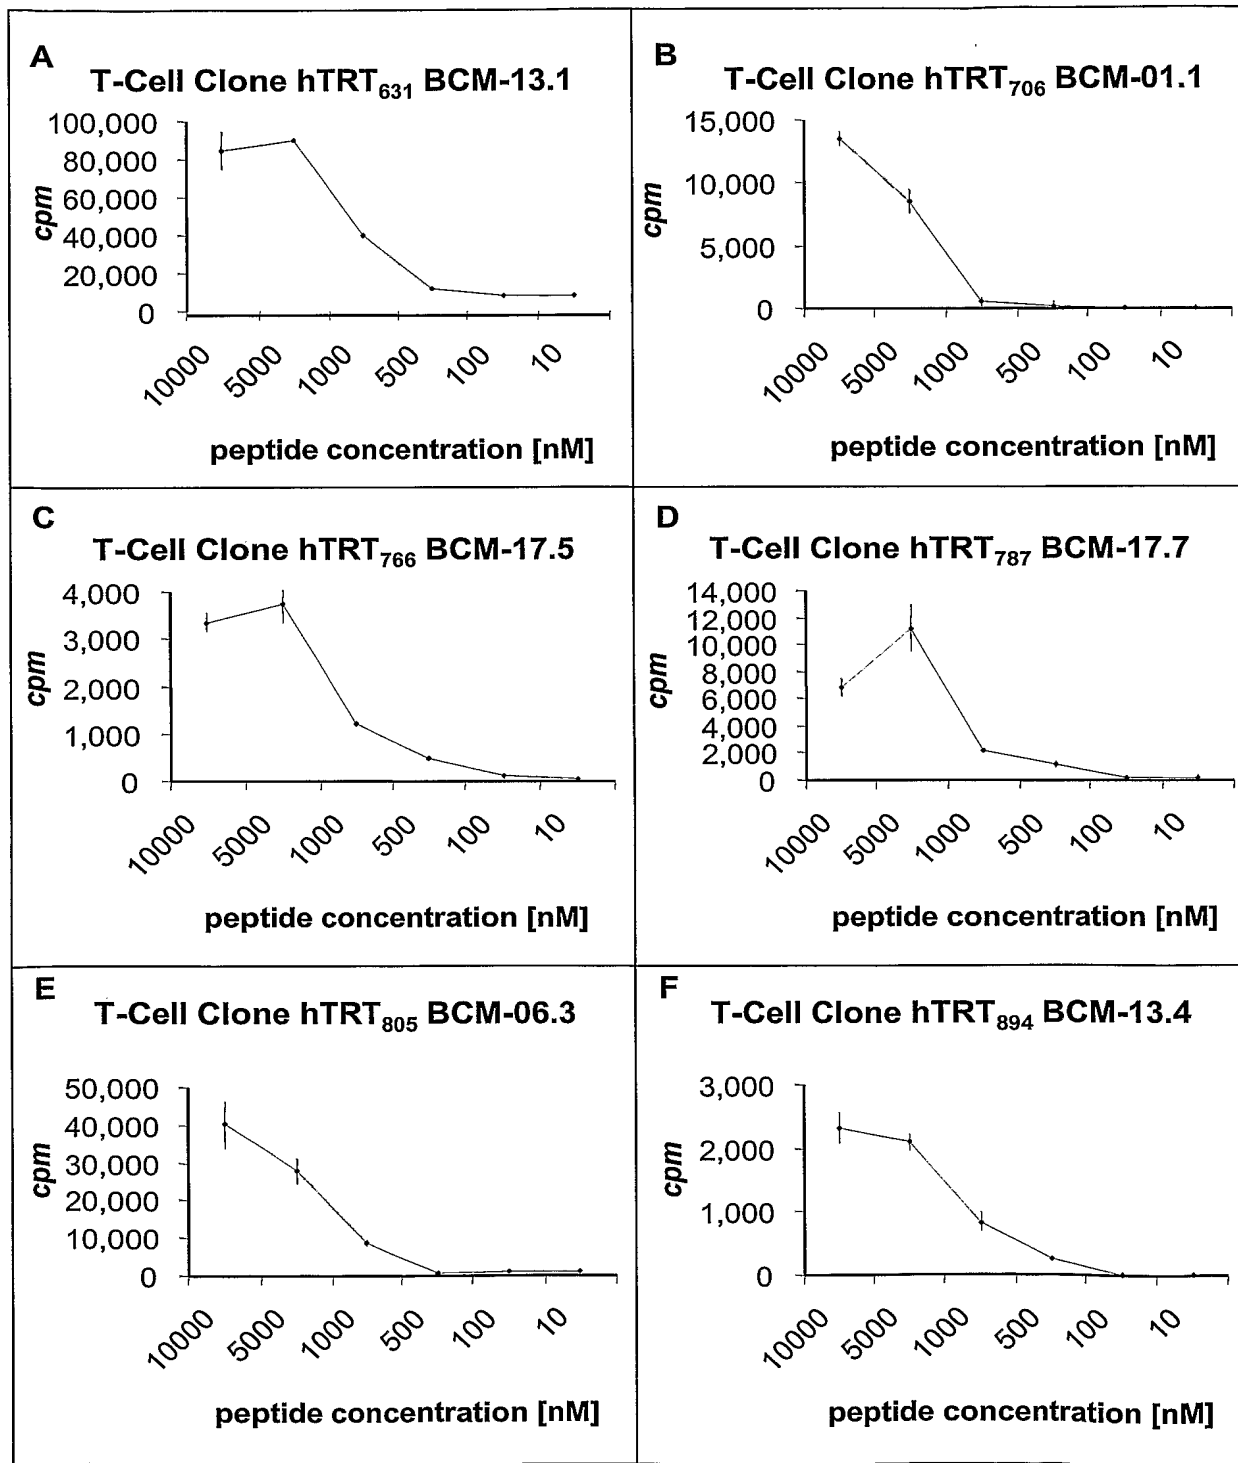 A
T-Cell Clone hTRT631 BCM-13.1
100,000
80,000
60,000
40,000
20,000
0
cpm
10000 5000 1000 500 100 10
peptide concentration [nM]
B
T-Cell Clone hTRT706 BCM-01.1
15,000
10,000
5,000
0
cpm
10000 5000 1000 500 100 10
peptide concentration [nM]
C
T-Cell Clone hTRT766 BCM-17.5
4,000
3,000
2,000
1,000
0
cpm
10000 5000 1000 500 100 10
peptide concentration [nM]
D
T-Cell Clone hTRT787 BCM-17.7
14,000
12,000
10,000
8,000
6,000
4,000
2,000
0
cpm
10000 5000 1000 500 100 10
peptide concentration [nM]
E
T-Cell Clone hTRT805 BCM-06.3
50,000
40,000
30,000
20,000
10,000
0
cpm
10000 5000 1000 500 100 10
peptide concentration [nM]
F
T-Cell Clone hTRT894 BCM-13.4
3,000
2,000
1,000
0
cpm
10000 5000 1000 500 100 10
peptide concentration [nM]